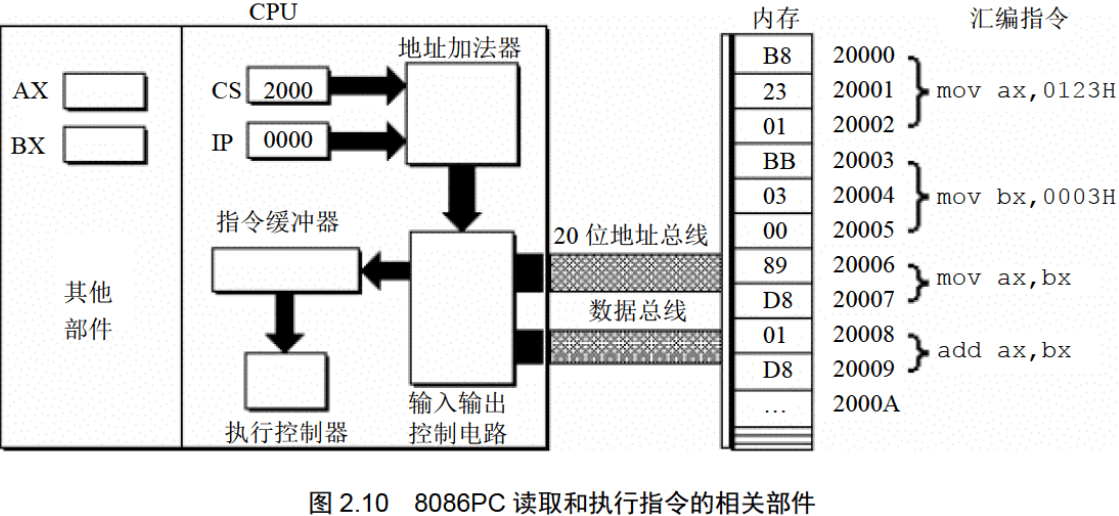 CPU
内存
汇编指令
地址加法器
AX
BX
CS
2000
IP
0000
指令缓冲器
其他
部件
执行控制器
输入输出
控制电路
20位地址总线
数据总线
B8 20000
23 20001 mov ax,0123H
01 20002
BB 20003
03 20004 mov bx,0003H
00 20005
89 20006
mov ax,bx
D8 20007
01 20008
add ax,bx
D8 20009
… 2000A
图 2.10 8086PC 读取和执行指令的相关部件